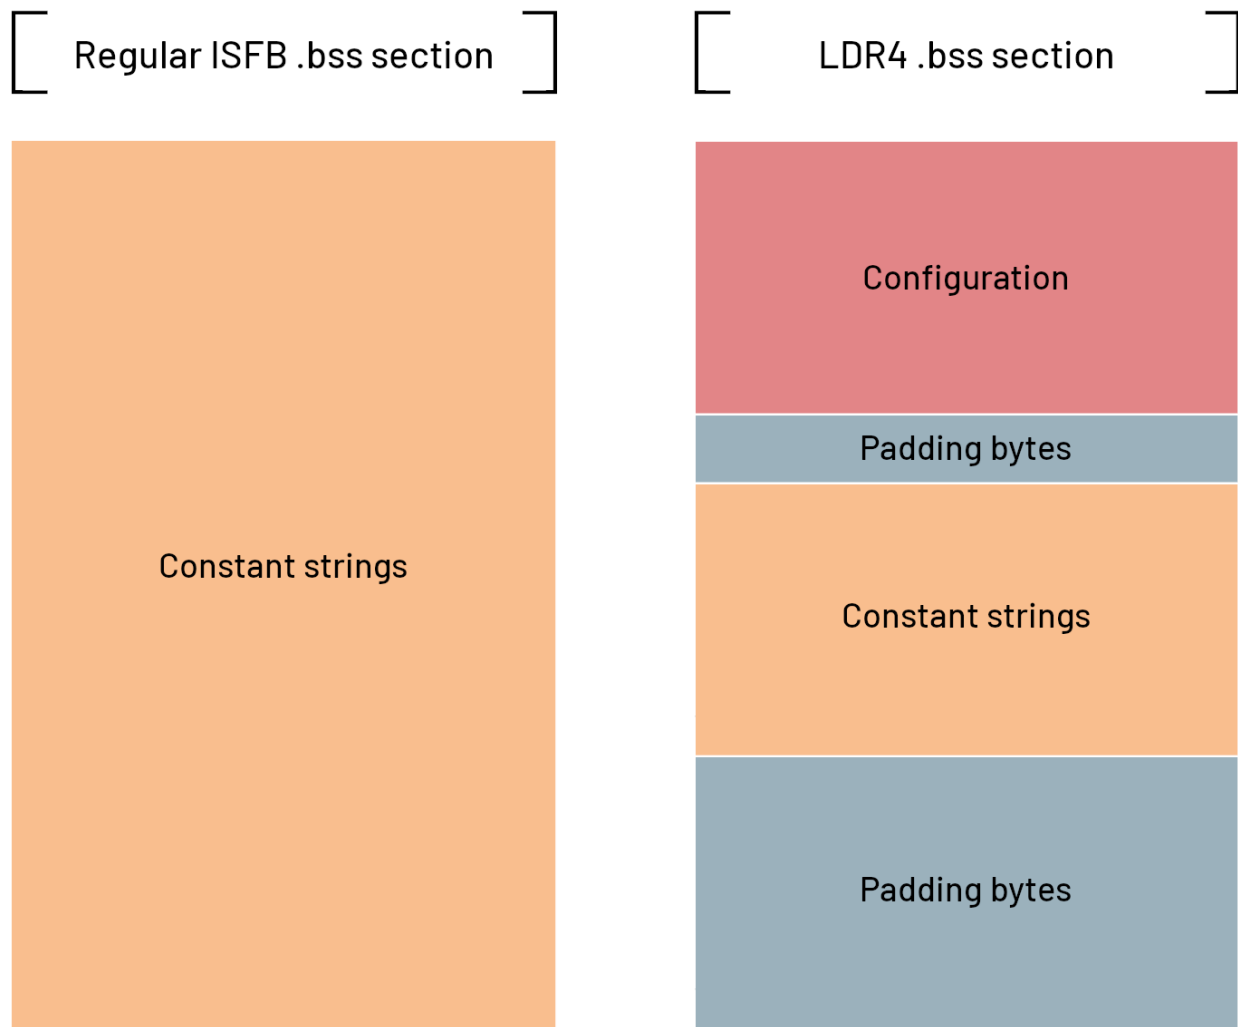 Regular ISFB .bss section
LDR4 .bss section
Constant strings
Configuration
Padding bytes
Constant strings
Padding bytes